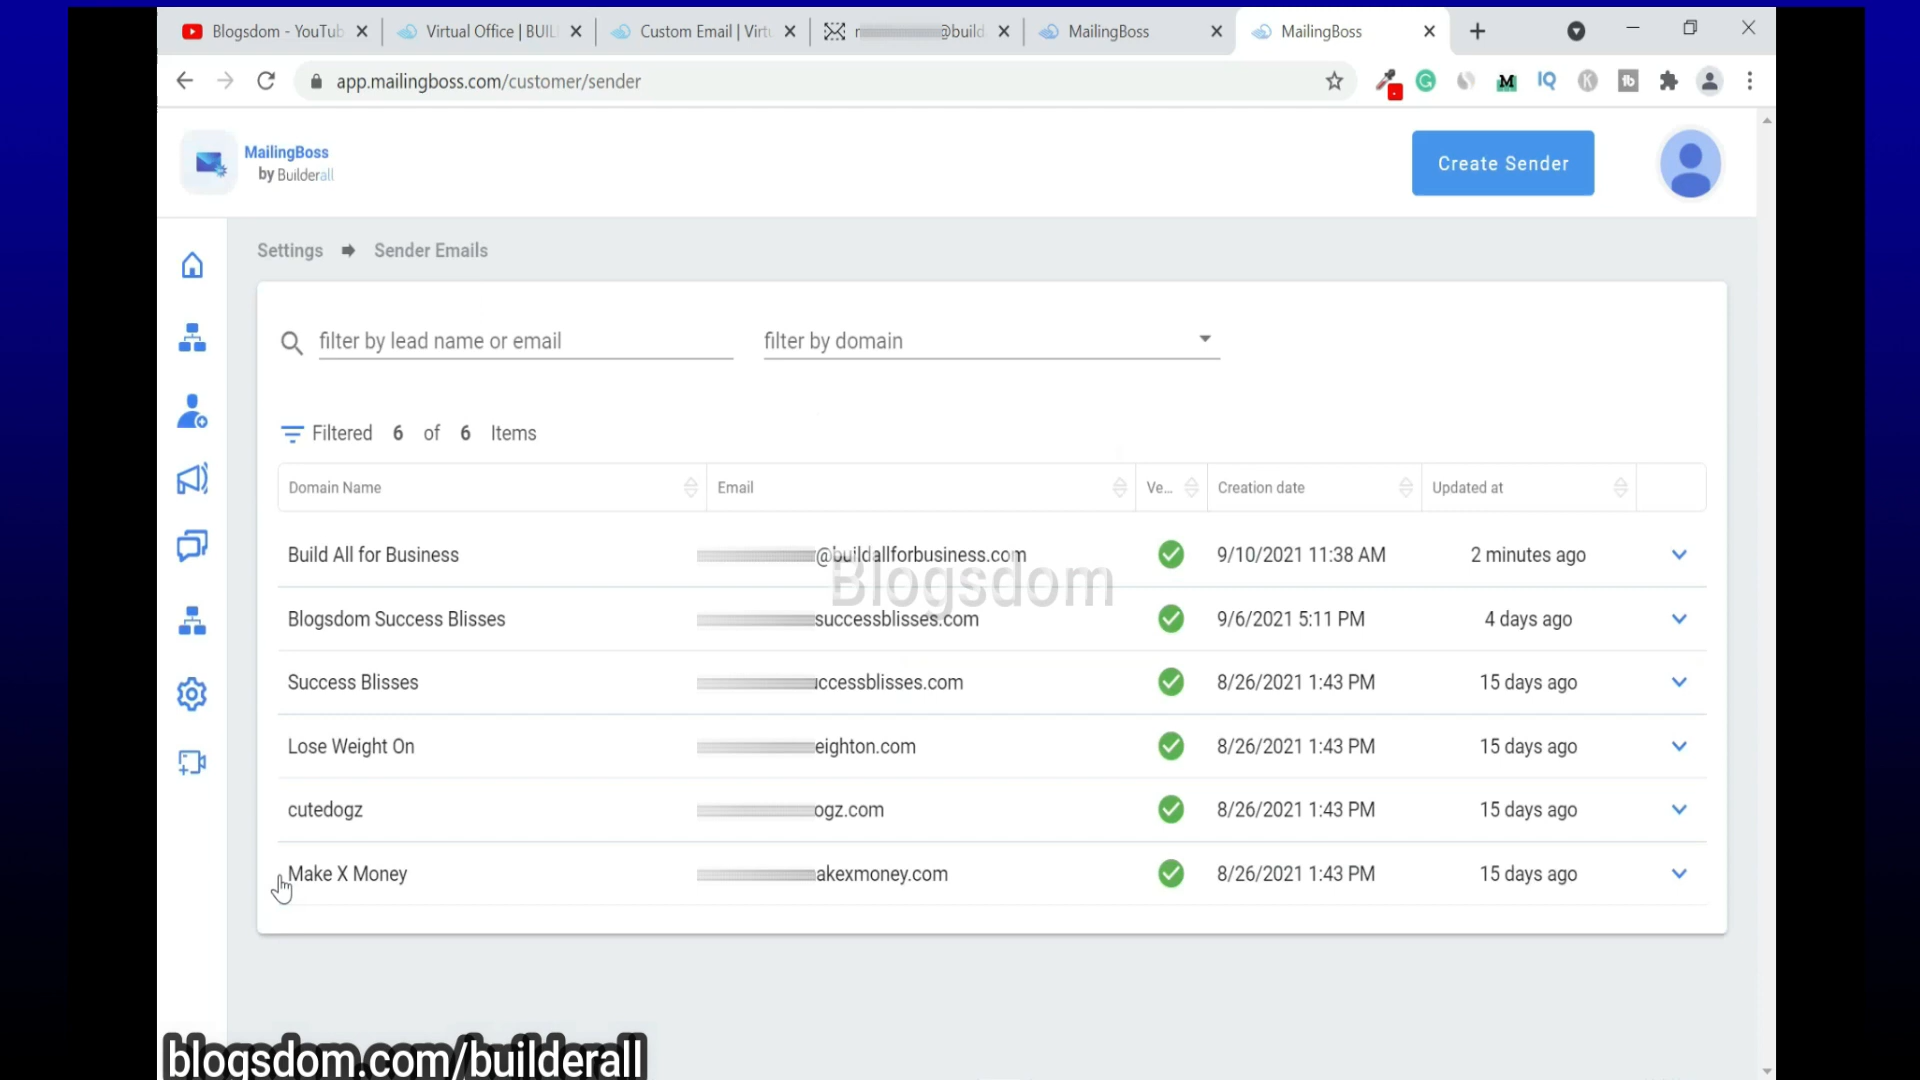 Blogsdom - YouTub
Virtual Office | BUIL
Custom Email | Virtu
@build
MailingBoss
MailingBoss
app.mailingboss.com/customer/sender
MailingBoss
by Builderall
Create Sender
Settings
Sender Emails
filter by lead name or email
filter by domain
Filtered 6 of 6 Items
Domain Name
Email
Ve...
Creation date
Updated at
Build All for Business
@buildallforbusiness.com
9/10/2021 11:38 AM
2 minutes ago
Blogsdom
Blogsdom Success Blisses
successblisses.com
9/6/2021 5:11 PM
4 days ago
Success Blisses
ccessblisses.com
8/26/2021 1:43 PM
15 days ago
Lose Weight On
eighton.com
8/26/2021 1:43 PM
15 days ago
cutedogz
ogz.com
8/26/2021 1:43 PM
15 days ago
Make X Money
akexmoney.com
8/26/2021 1:43 PM
15 days ago
blogsdom.com/builderall